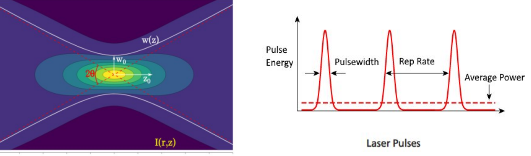 w(z)
w₀
2θ
z₀
I(r,z)
Pulse
Energy
Pulsewidth
Rep Rate
Average Power
Laser Pulses